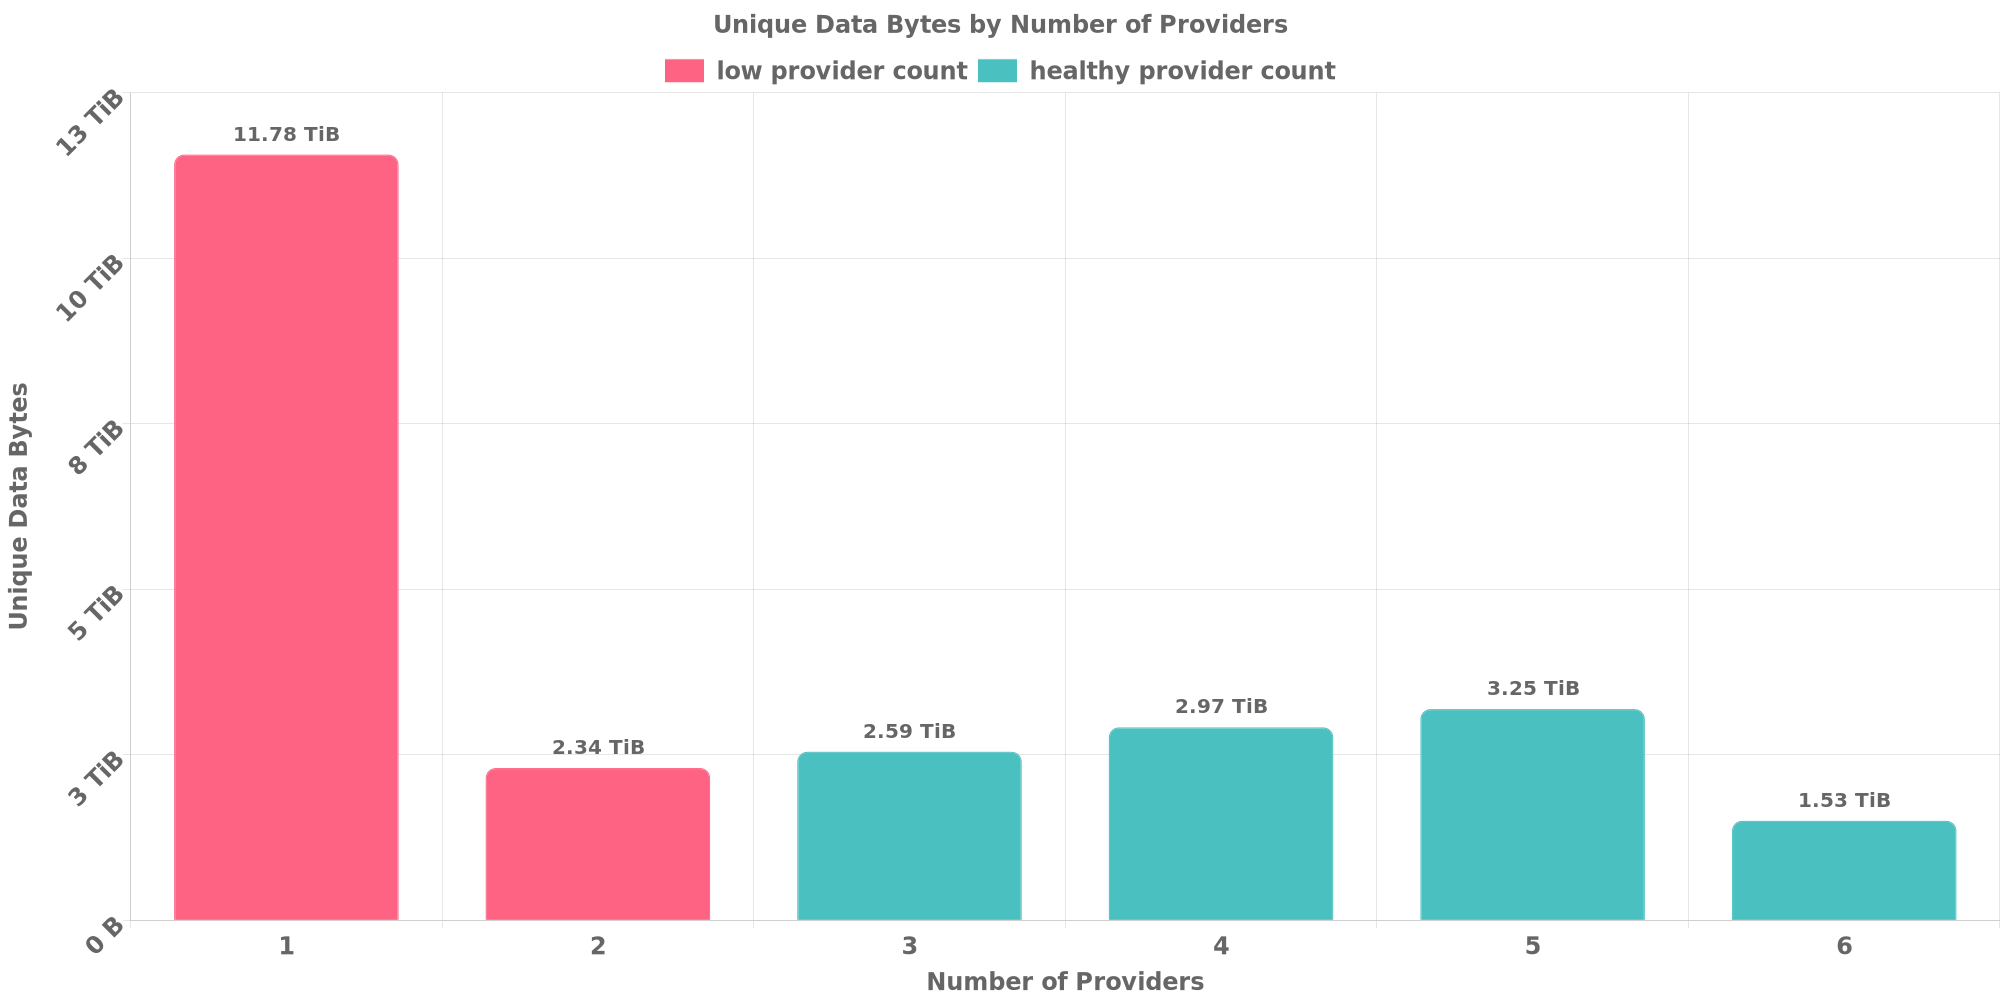 Unique Data Bytes by Number of Providers
low provider count
healthy provider count
13 TiB
10 TiB
8 TiB
5 TiB
3 TiB
0 B
Unique Data Bytes
11.78 TiB
2.34 TiB
2.59 TiB
2.97 TiB
3.25 TiB
1.53 TiB
1 2 3 4 5 6
Number of Providers